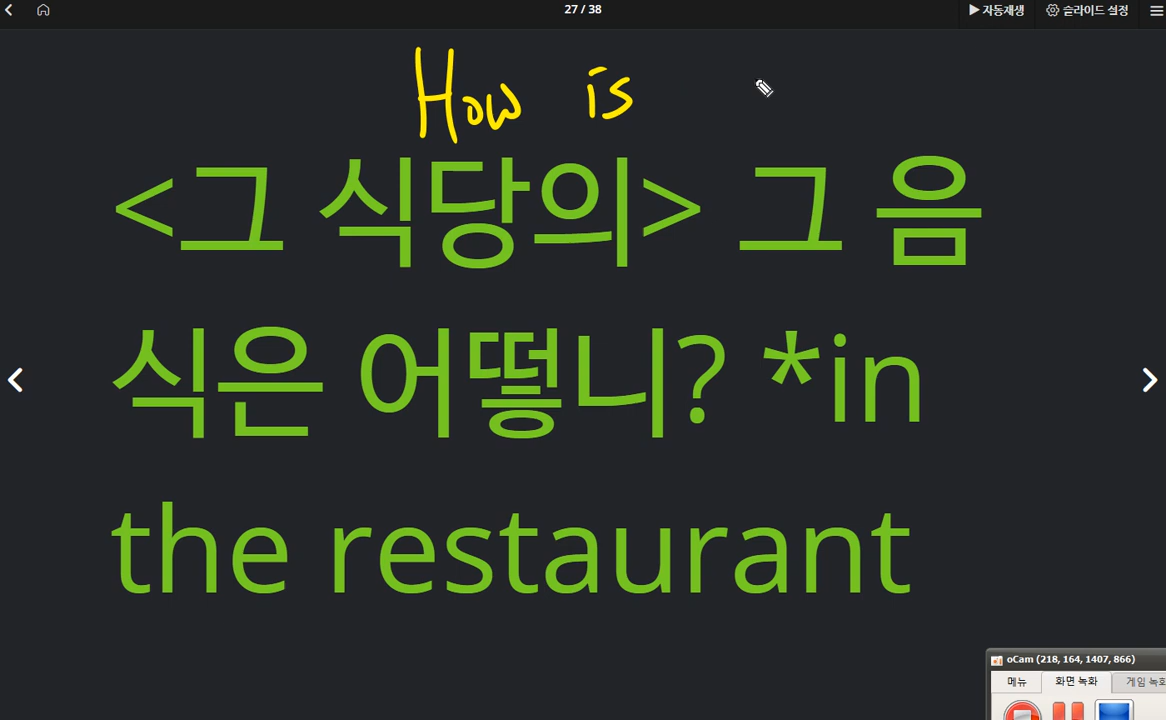 27 / 38
자동재생
슬라이드 설정
How is
<그 식당의> 그 음
식은 어떻니? *in
the restaurant
oCam (218, 164, 1407, 866)
메뉴
화면 녹화
게임 녹화